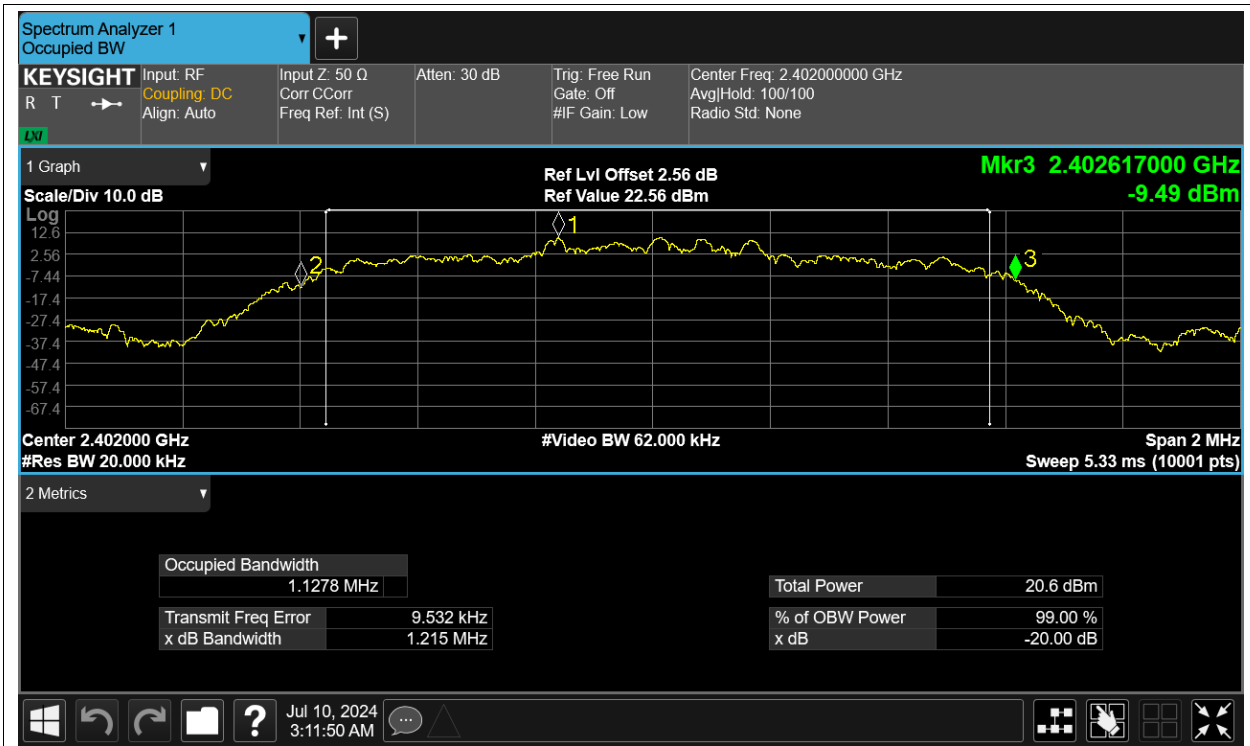 Spectrum Analyzer 1
Occupied BW
KEYSIGHT
R T
LXI
Input: RF
Coupling: DC
Align: Auto
Input Z: 50 Ω
Corr CCorr
Freq Ref: Int (S)
Atten: 30 dB
Trig: Free Run
Gate: Off
#IF Gain: Low
Center Freq: 2.402000000 GHz
Avg|Hold: 100/100
Radio Std: None
1 Graph
Scale/Div 10.0 dB
Ref Lvl Offset 2.56 dB
Ref Value 22.56 dBm
Mkr3 2.402617000 GHz
-9.49 dBm
Log
12.6
2.56
-7.44
-17.4
-27.4
-37.4
-47.4
-57.4
-67.4
1
2
3
Center 2.402000 GHz
#Video BW 62.000 kHz
Span 2 MHz
#Res BW 20.000 kHz
Sweep 5.33 ms (10001 pts)
2 Metrics
Occupied Bandwidth
1.1278 MHz
Total Power 20.6 dBm
Transmit Freq Error 9.532 kHz
% of OBW Power 99.00 %
x dB Bandwidth 1.215 MHz
x dB -20.00 dB
?
Jul 10, 2024
3:11:50 AM